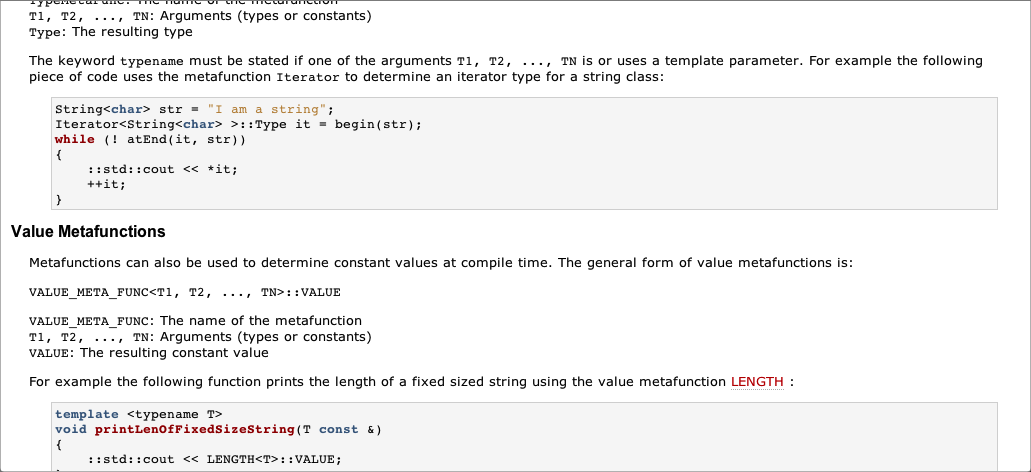 T1, T2, ..., TN: Arguments (types or constants)
Type: The resulting type
The keyword typename must be stated if one of the arguments T1, T2, ..., TN is or uses a template parameter. For example the following
piece of code uses the metafunction Iterator to determine an iterator type for a string class:
String<char> str = "I am a string";
Iterator<String<char> >::Type it = begin(str);
while (! atEnd(it, str))
{
::std::cout << *it;
++it;
}
Value Metafunctions
Metafunctions can also be used to determine constant values at compile time. The general form of value metafunctions is:
VALUE_META_FUNC<T1, T2, ..., TN>::VALUE
VALUE_META_FUNC: The name of the metafunction
T1, T2, ..., TN: Arguments (types or constants)
VALUE: The resulting constant value
For example the following function prints the length of a fixed sized string using the value metafunction LENGTH :
template <typename T>
void printLenOfFixedSizeString(T const &)
{
::std::cout << LENGTH<T>::VALUE;